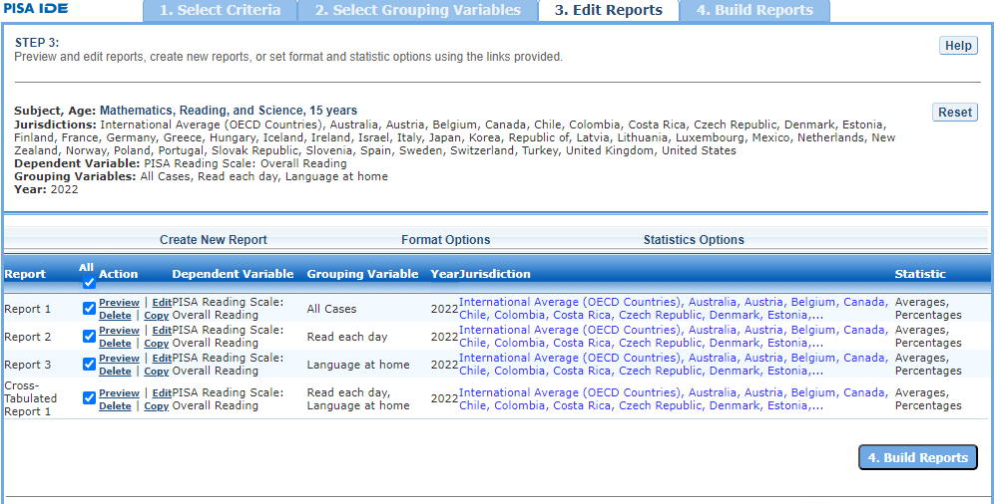 PISA IDE
1. Select Criteria
2. Select Grouping Variables
3. Edit Reports
4. Build Reports
STEP 3:
Preview and edit reports, create new reports, or set format and statistic options using the links provided.
Help
Subject, Age: Mathematics, Reading, and Science, 15 years
Reset
Jurisdictions: International Average (OECD Countries), Australia, Austria, Belgium, Canada, Chile, Colombia, Costa Rica, Czech Republic, Denmark, Estonia,
Finland, France, Germany, Greece, Hungary, Iceland, Ireland, Israel, Italy, Japan, Korea, Republic of, Latvia, Lithuania, Luxembourg, Mexico, Netherlands, New
Zealand, Norway, Poland, Portugal, Slovak Republic, Slovenia, Spain, Sweden, Switzerland, Turkey, United Kingdom, United States
Dependent Variable: PISA Reading Scale: Overall Reading
Grouping Variables: All Cases, Read each day, Language at home
Year: 2022
Create New Report
Format Options
Statistics Options
Report All Action Dependent Variable Grouping Variable Year Jurisdiction Statistic
Report 1 Preview | Edit PISA Reading Scale: All Cases 2022 International Average (OECD Countries), Australia, Austria, Belgium, Canada, Averages,
Delete | Copy Overall Reading Chile, Colombia, Costa Rica, Czech Republic, Denmark, Estonia,... Percentages
Report 2 Preview | Edit PISA Reading Scale: Read each day 2022 International Average (OECD Countries), Australia, Austria, Belgium, Canada, Averages,
Delete | Copy Overall Reading Chile, Colombia, Costa Rica, Czech Republic, Denmark, Estonia,... Percentages
Report 3 Preview | Edit PISA Reading Scale: Language at home 2022 International Average (OECD Countries), Australia, Austria, Belgium, Canada, Averages,
Delete | Copy Overall Reading Chile, Colombia, Costa Rica, Czech Republic, Denmark, Estonia,... Percentages
Cross-
Tabulated Preview | Edit PISA Reading Scale: Read each day, 2022 International Average (OECD Countries), Australia, Austria, Belgium, Canada, Averages,
Report 1 Delete | Copy Overall Reading Language at home Chile, Colombia, Costa Rica, Czech Republic, Denmark, Estonia,... Percentages
4. Build Reports